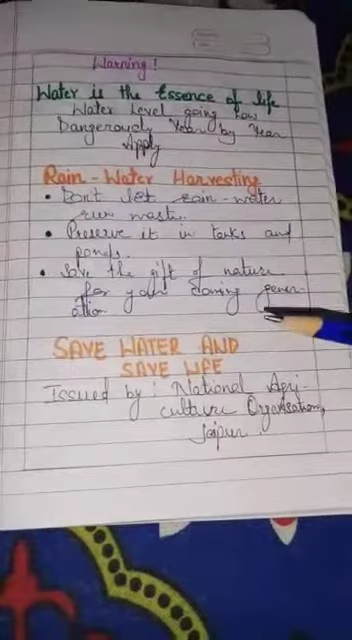 Warning!
Water is the Essence of life
Water Level going low
Dangerously Year by Year
Apply
Rain-Water Harvesting
• Don't let rain-water
run waste.
• Preserve it in tanks and
ponds.
• Save the gift of nature
for your coming gener-
ation
SAVE WATER AND
SAVE LIFE
Issued by: National Agri-
culture Organisation,
Jaipur.